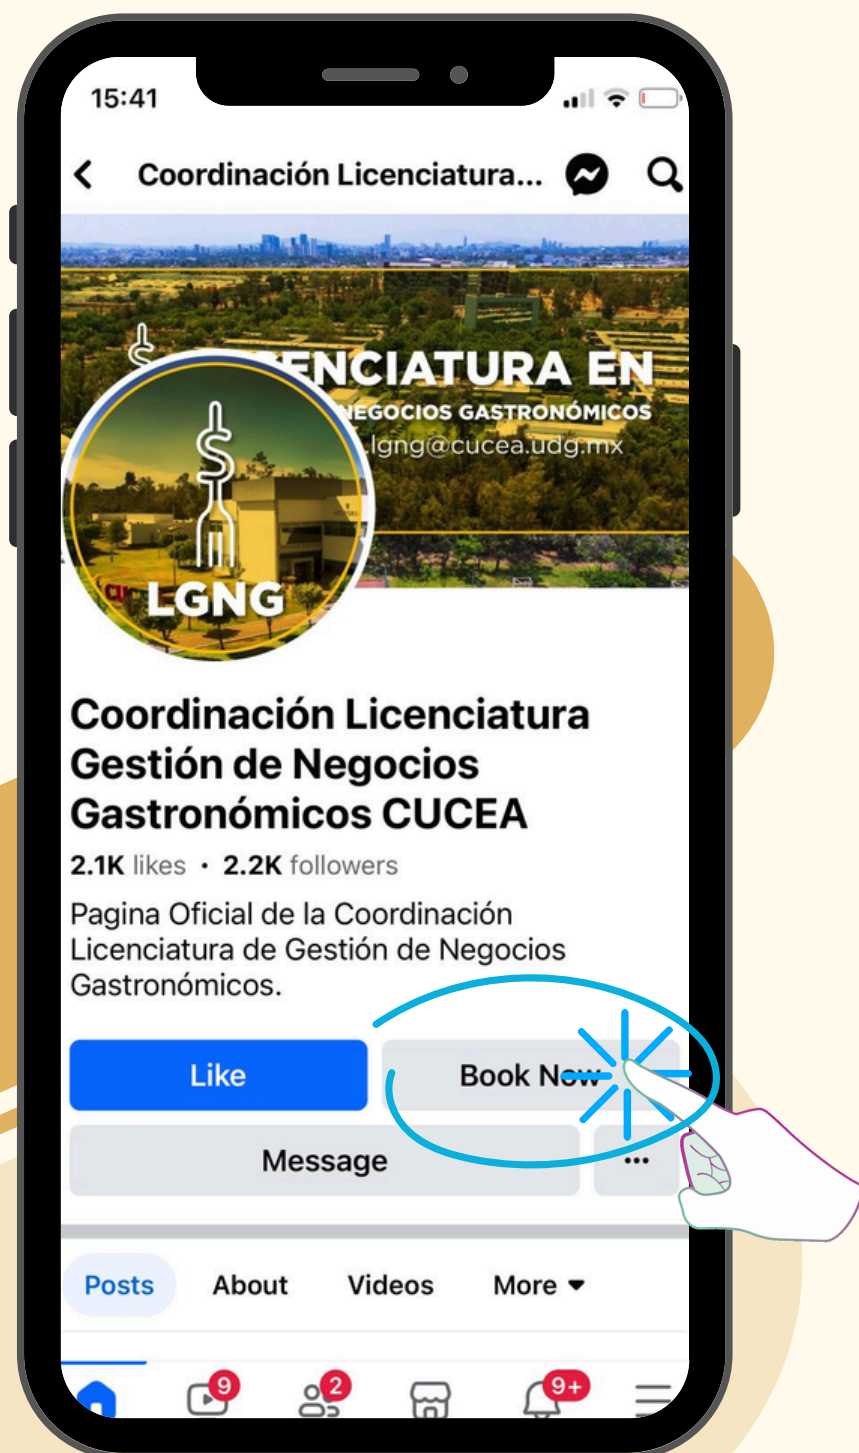 15:41
Coordinación Licenciatura...
ENCIATURA EN
NEGOCIOS GASTRONÓMICOS
.lgng@cucea.udg.mx
LGNG
Coordinación Licenciatura
Gestión de Negocios
Gastronómicos CUCEA
2.1K likes · 2.2K followers
Pagina Oficial de la Coordinación
Licenciatura de Gestión de Negocios
Gastronómicos.
Like
Book Now
Message
Posts About Videos More
9 2 9+